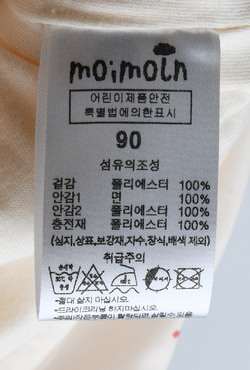 moimoln
어린이제품안전
특별법에의한표시
90
섬유의조성
겉감 폴리에스터 100%
안감1 면 100%
안감2 폴리에스터 100%
충전재 폴리에스터 100%
(심지,상표,보강재,자수,장식,배색 제외)
취급주의
*절대 삶지 마십시오.
*드라이크리닝 하지마십시오.